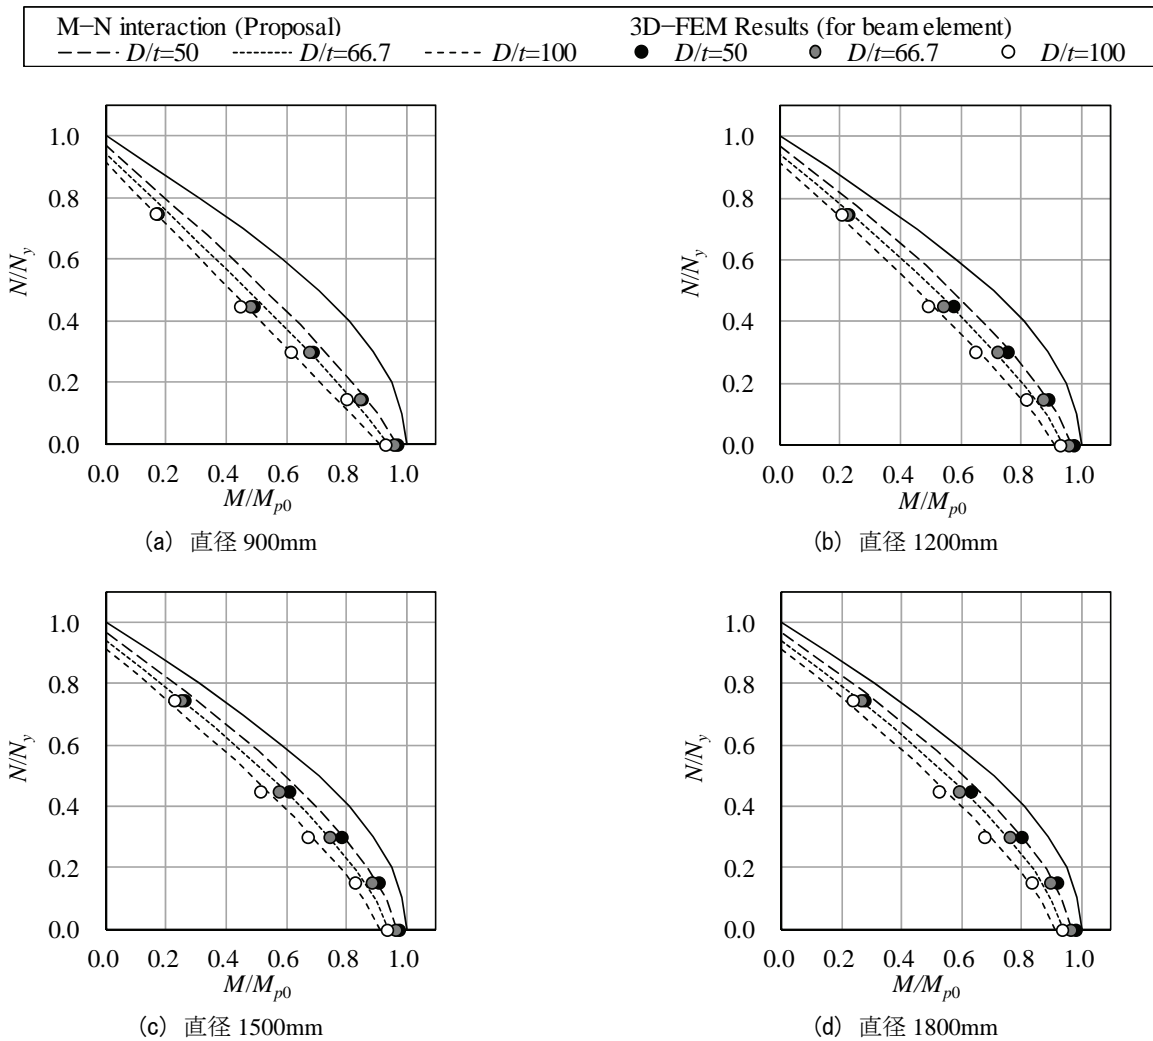 M−N interaction (Proposal) 3D−FEM Results (for beam element)
D/t=50 D/t=66.7 D/t=100 D/t=50 D/t=66.7 D/t=100
1.0
0.8
0.6
0.4
0.2
0.0
N/Ny
0.0 0.2 0.4 0.6 0.8 1.0
M/Mp0
(a) 直径 900mm
1.0
0.8
0.6
0.4
0.2
0.0
N/Ny
0.0 0.2 0.4 0.6 0.8 1.0
M/Mp0
(b) 直径 1200mm
1.0
0.8
0.6
0.4
0.2
0.0
N/Ny
0.0 0.2 0.4 0.6 0.8 1.0
M/Mp0
(c) 直径 1500mm
1.0
0.8
0.6
0.4
0.2
0.0
N/Ny
0.0 0.2 0.4 0.6 0.8 1.0
M/Mp0
(d) 直径 1800mm